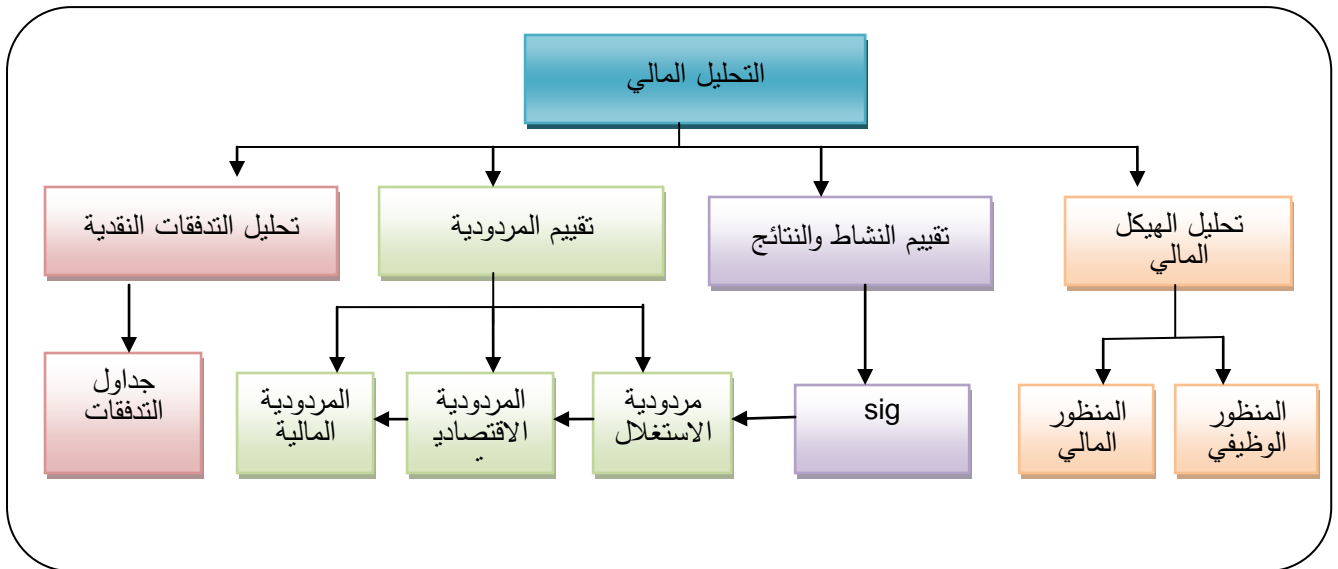 التحليل المالي
تحليل الهيكل
المالي
تقييم النشاط والنتائج
تقييم المردودية
تحليل التدفقات النقدية
المنظور
الوظيفي
المنظور
المالي
sig
مردودية
الاستغلال
المردودية
الاقتصادي
المردودية
المالية
جداول
التدفقات